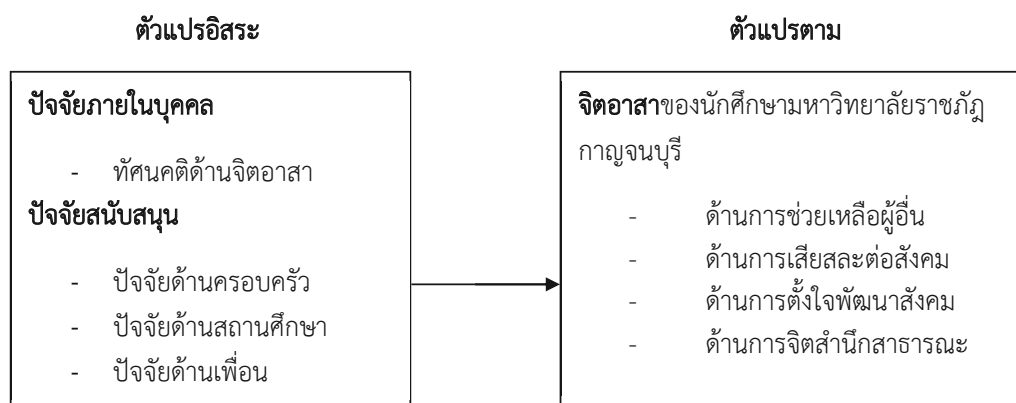 ตัวแปรอิสระ
ปัจจัยภายในบุคคล
- ทัศนคติด้านจิตอาสา
ปัจจัยสนับสนุน
- ปัจจัยด้านครอบครัว
- ปัจจัยด้านสถานศึกษา
- ปัจจัยด้านเพื่อน
ตัวแปรตาม
จิตอาสาของนักศึกษามหาวิทยาลัยราชภัฏ
กาญจนบุรี
- ด้านการช่วยเหลือผู้อื่น
- ด้านการเสียสละต่อสังคม
- ด้านการตั้งใจพัฒนาสังคม
- ด้านการจิตสำนึกสาธารณะ